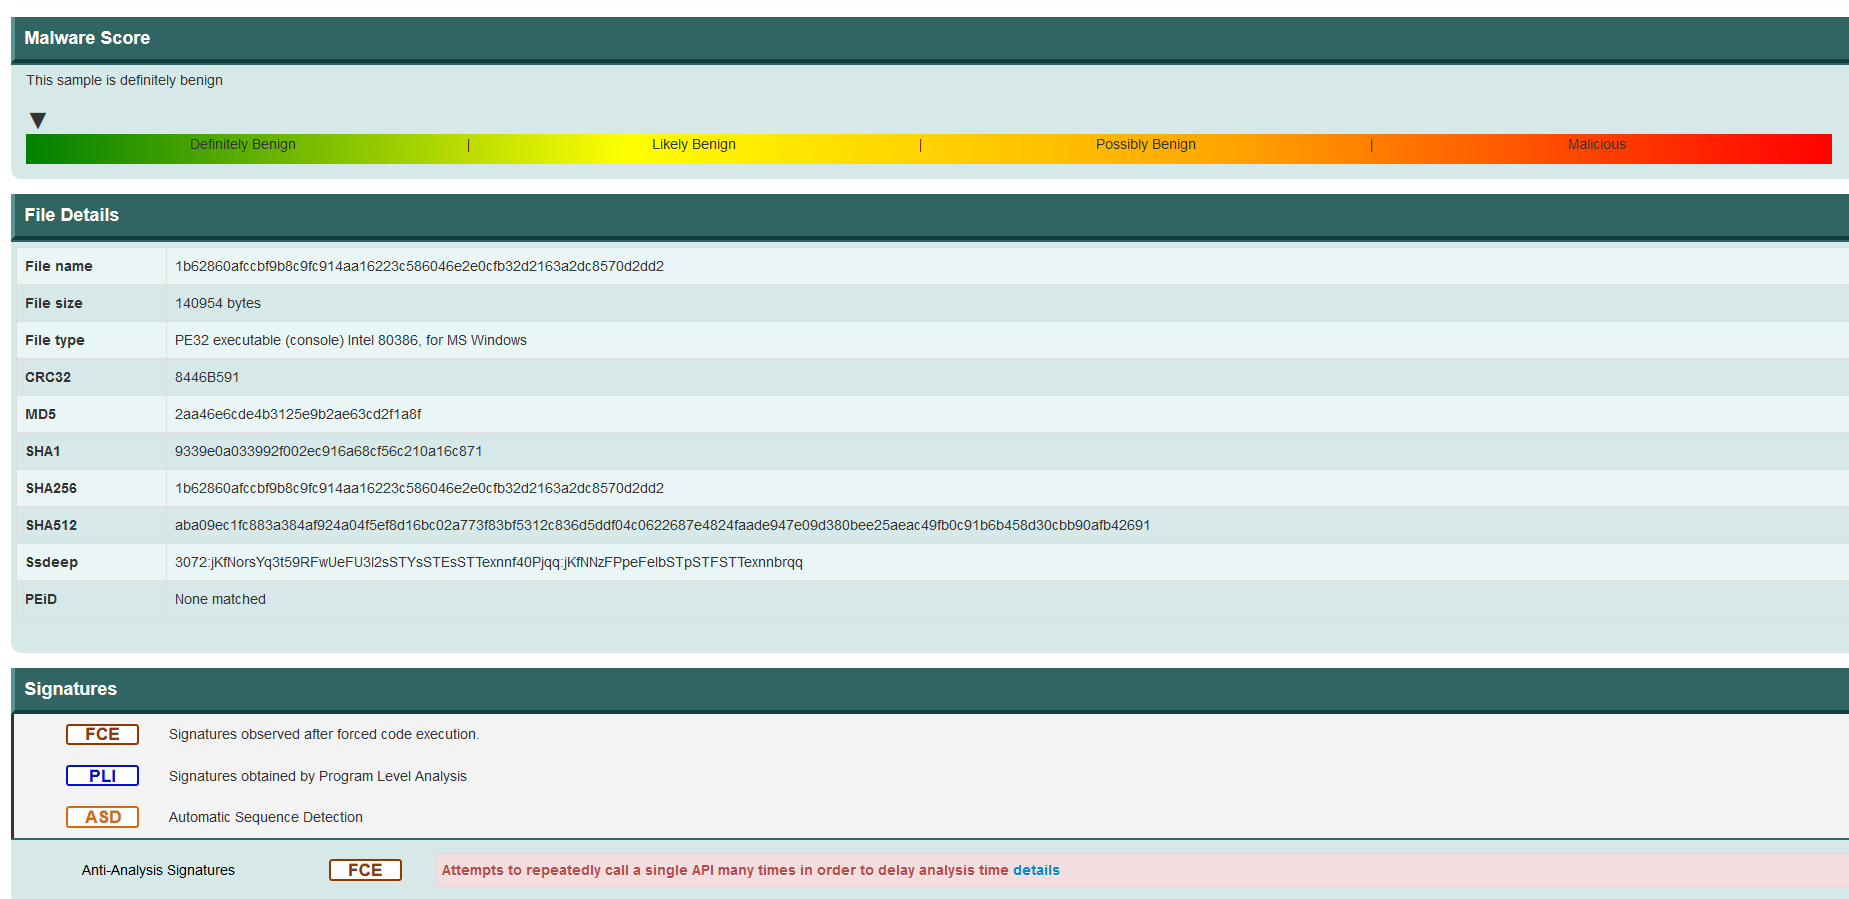 Malware Score
This sample is definitely benign
Definitely Benign | Likely Benign | Possibly Benign | Malicious
File Details
File name 1b62860afccbf9b8c9fc914aa16223c586046e2e0cfb32d2163a2dc8570d2dd2
File size 140954 bytes
File type PE32 executable (console) Intel 80386, for MS Windows
CRC32 8446B591
MD5 2aa46e6cde4b3125e9b2ae63cd2f1a8f
SHA1 9339e0a033992f002ec916a68cf56c210a16c871
SHA256 1b62860afccbf9b8c9fc914aa16223c586046e2e0cfb32d2163a2dc8570d2dd2
SHA512 aba09ec1fc883a384af924a04f5ef8d16bc02a773f83bf5312c836d5ddf04c0622687e4824faade947e09d380bee25aeac49fb0c91b6b458d30cbb90afb42691
Ssdeep 3072:jKfNorsYq3t59RFwUeFU3l2sSTYsSTEsSTTexnnf40Pjqq:jKfNNzFPpeFelbSTpSTFSTTexnnbrqq
PEiD None matched
Signatures
FCE Signatures observed after forced code execution.
PLI Signatures obtained by Program Level Analysis
ASD Automatic Sequence Detection
Anti-Analysis Signatures FCE Attempts to repeatedly call a single API many times in order to delay analysis time details